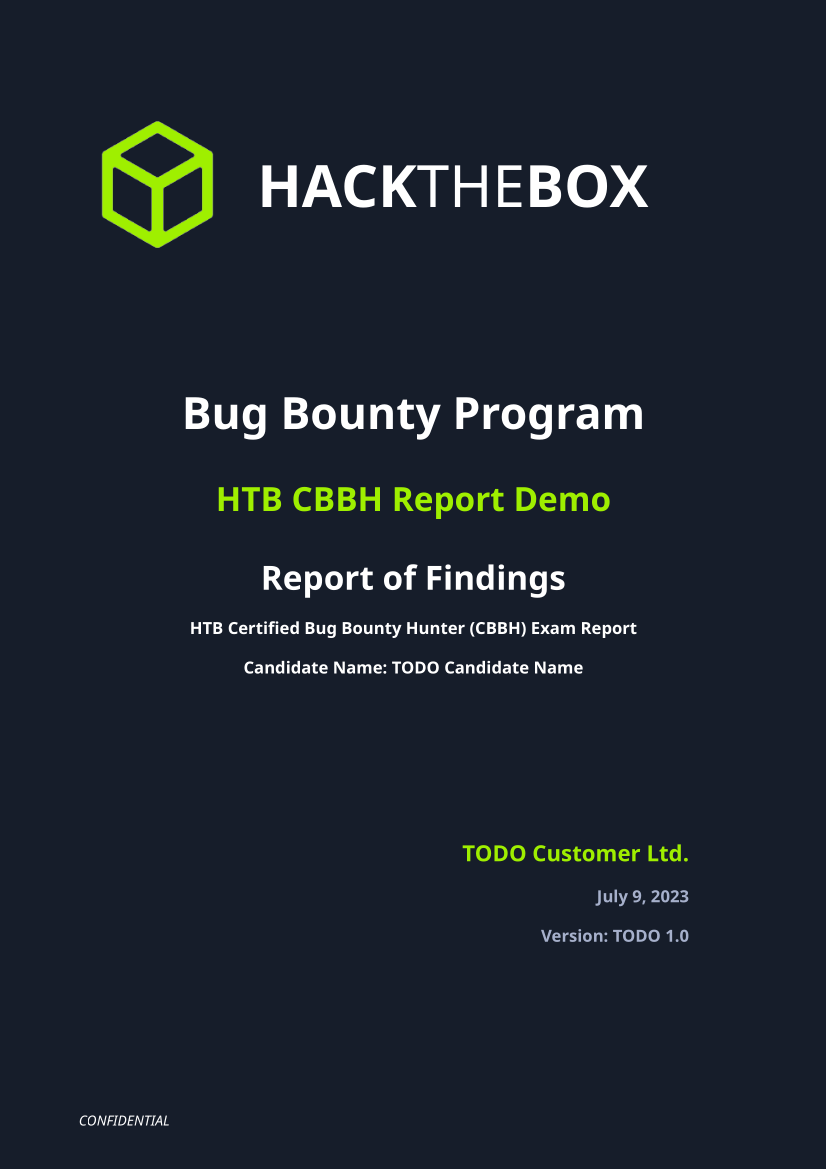 HACKTHEBOX
Bug Bounty Program
HTB CBBH Report Demo
Report of Findings
HTB Certified Bug Bounty Hunter (CBBH) Exam Report
Candidate Name: TODO Candidate Name
TODO Customer Ltd.
July 9, 2023
Version: TODO 1.0
CONFIDENTIAL